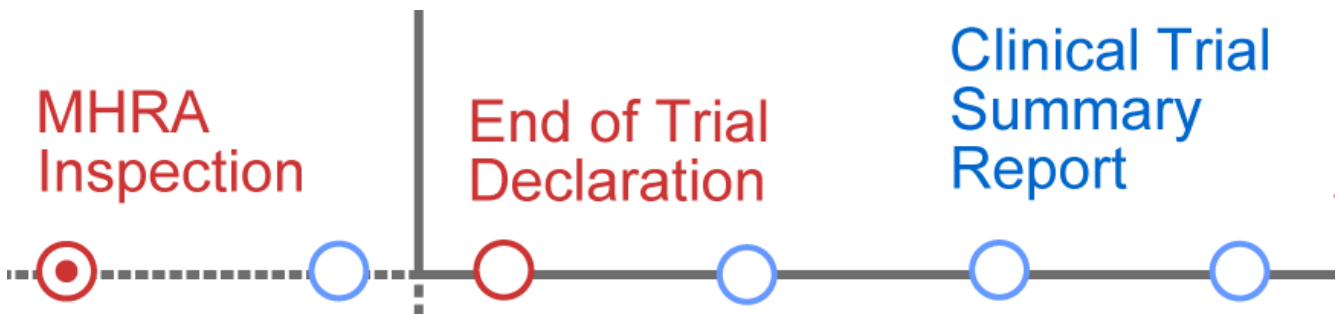 MHRA
Inspection
End of Trial
Declaration
Clinical Trial
Summary
Report